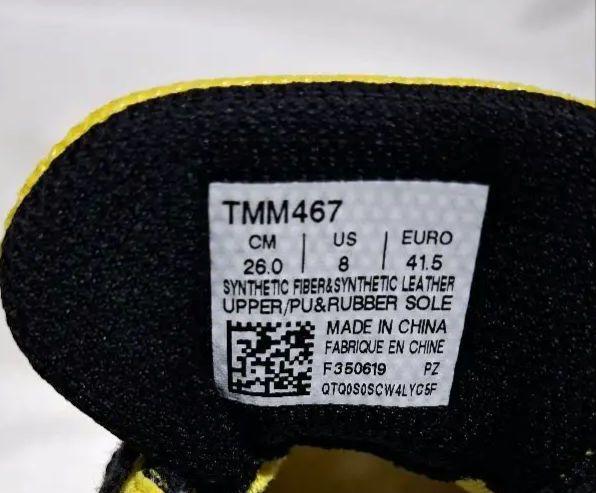 TMM467
CM | US | EURO
26.0 | 8 | 41.5
SYNTHETIC FIBER&SYNTHETIC LEATHER
UPPER/PU&RUBBER SOLE
MADE IN CHINA
FABRIQUE EN CHINE
F350619 PZ
QTQ0S0SCW4LYG5F